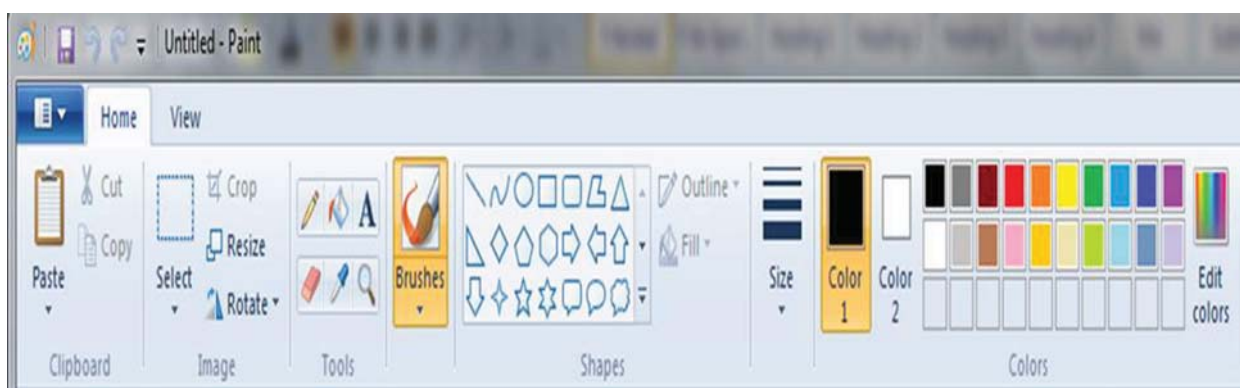 Untitled - Paint
Home View
Cut
Copy
Paste
Crop
Resize
Rotate
Select
A
Brushes
Outline
Fill
Size
Color 1
Color 2
Edit colors
Clipboard Image Tools Shapes Colors